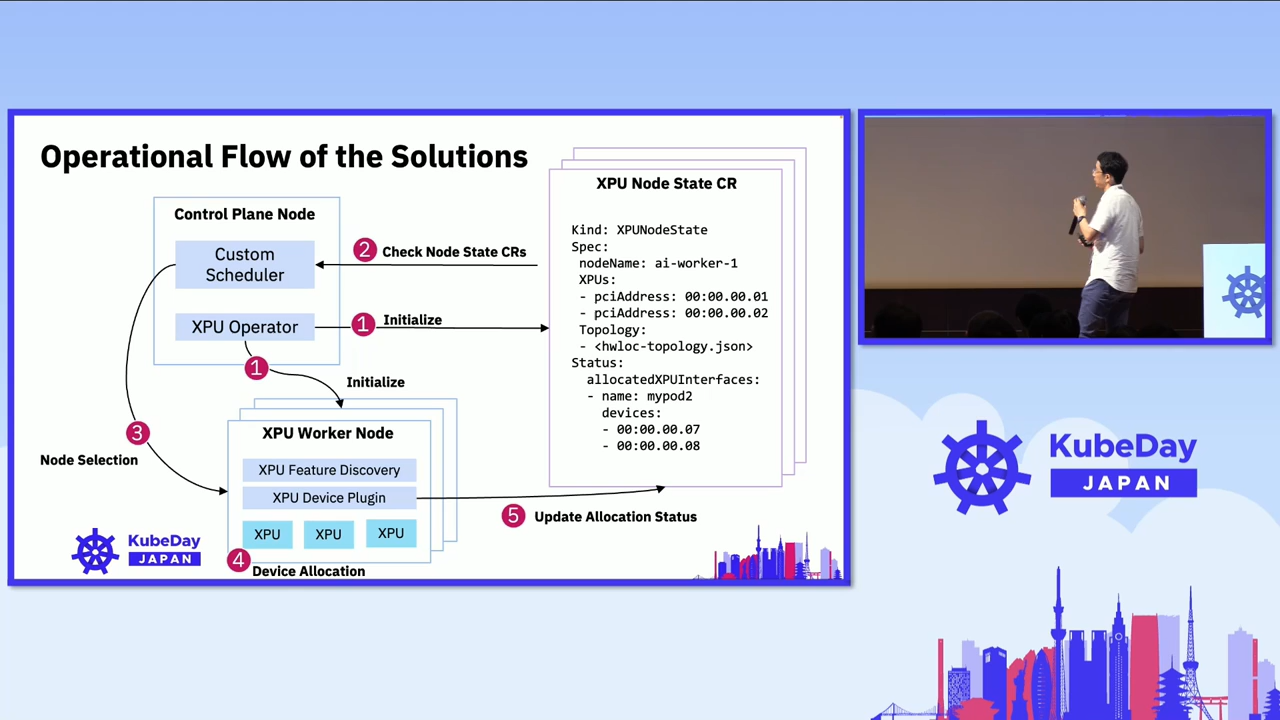 Operational Flow of the Solutions
Control Plane Node
Custom
Scheduler
XPU Operator
2 Check Node State CRs
1 Initialize
1
Initialize
3
Node Selection
XPU Worker Node
XPU Feature Discovery
XPU Device Plugin
XPU XPU XPU
4
Device Allocation
5 Update Allocation Status
XPU Node State CR
Kind: XPUNodeState
Spec:
nodeName: ai-worker-1
XPUs:
- pciAddress: 00:00.00.01
- pciAddress: 00:00.00.02
Topology:
- <hwloc-topology.json>
Status:
allocatedXPUInterfaces:
- name: mypod2
devices:
- 00:00.00.07
- 00:00.00.08
KubeDay
JAPAN
KubeDay
JAPAN